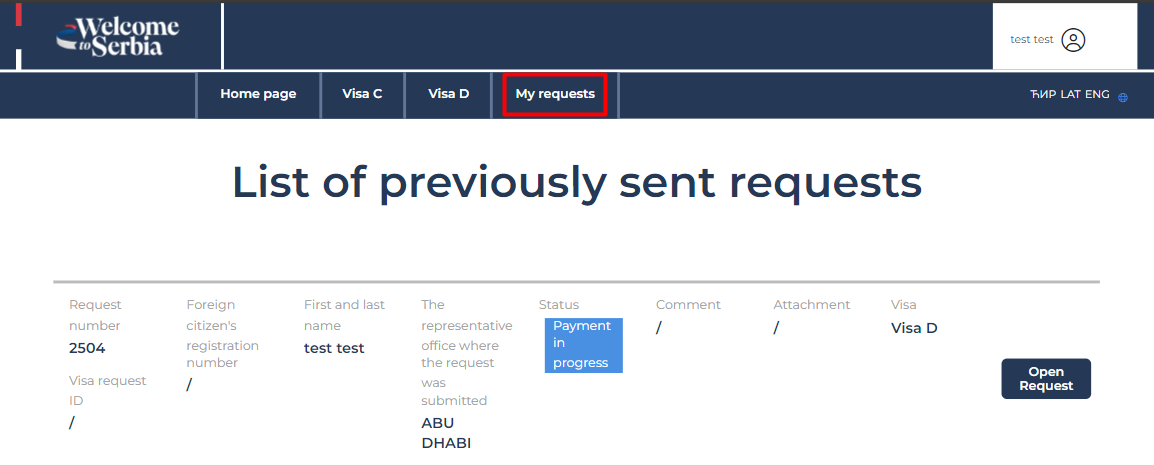 Welcome
to Serbia
test test
Home page
Visa C
Visa D
My requests
ЋИР LAT ENG
List of previously sent requests
Request
number
2504
Visa request
ID
/
Foreign
citizen's
registration
number
/
First and last
name
test test
The
representative
office where
the request
was
submitted
ABU
DHABI
Status
Payment
in
progress
Comment
/
Attachment
/
Visa
Visa D
Open
Request